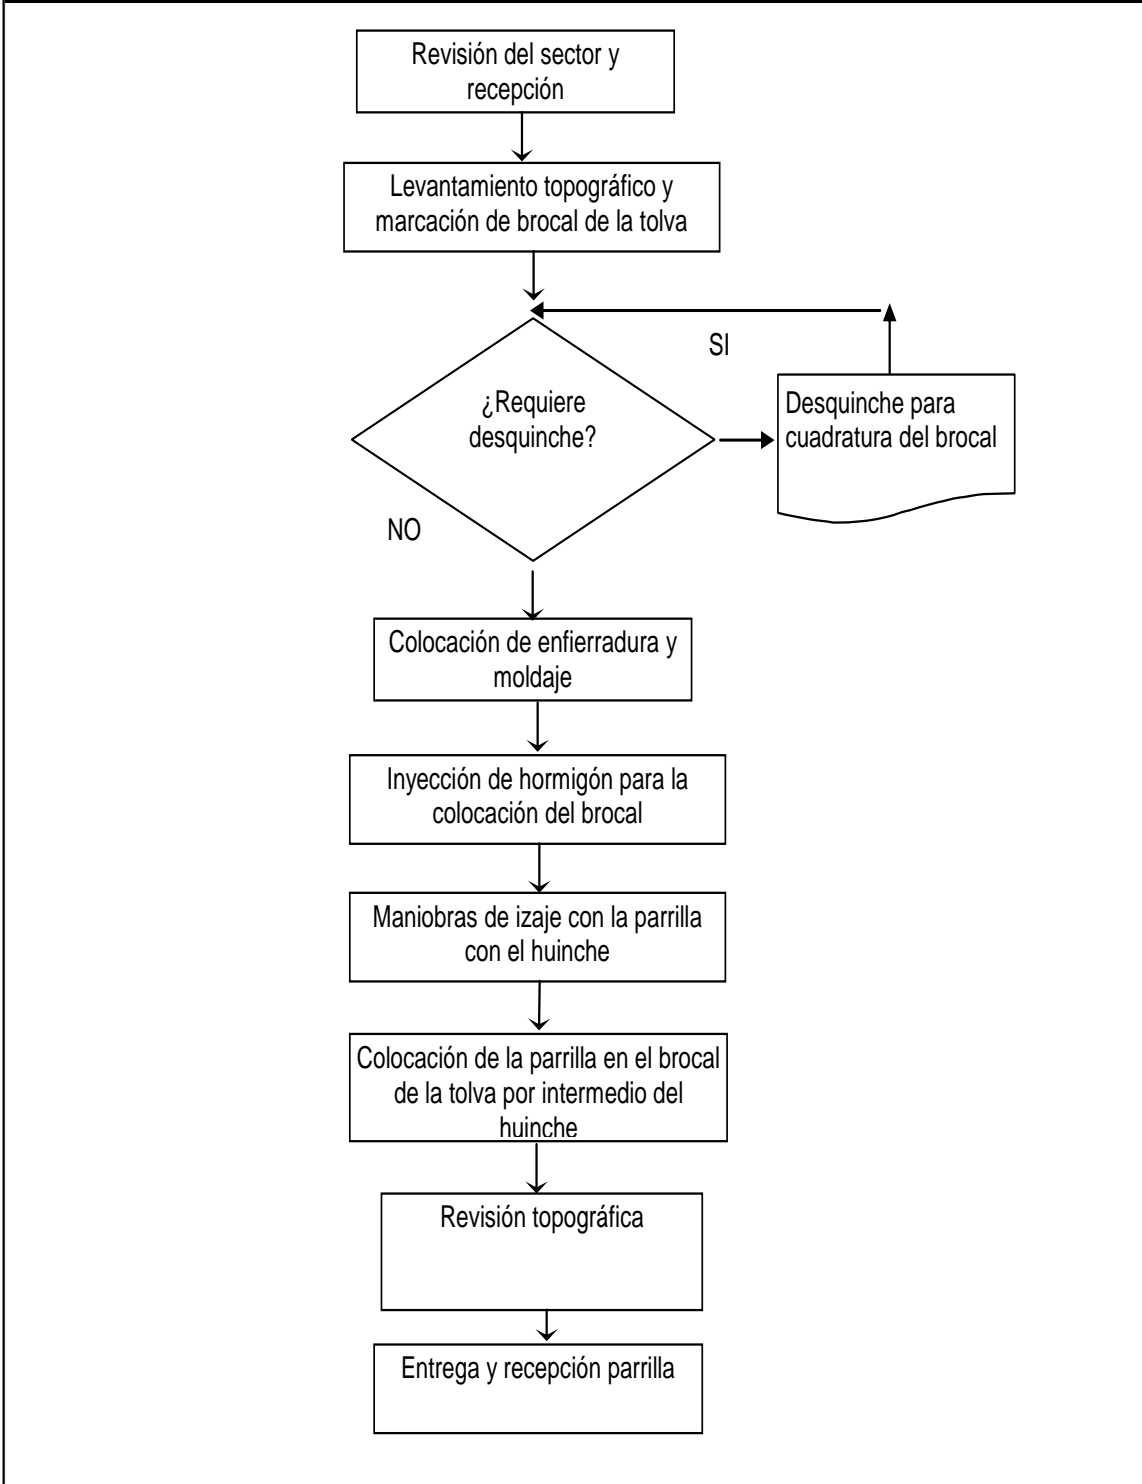 Revisión del sector y
recepción
Levantamiento topográfico y
marcación de brocal de la tolva
SI
¿Requiere
desquinche?
Desquinche para
cuadratura del brocal
NO
Colocación de enfierradura y
moldaje
Inyección de hormigón para la
colocación del brocal
Maniobras de izaje con la parrilla
con el huinche
Colocación de la parrilla en el brocal
de la tolva por intermedio del
huinche
Revisión topográfica
Entrega y recepción parrilla